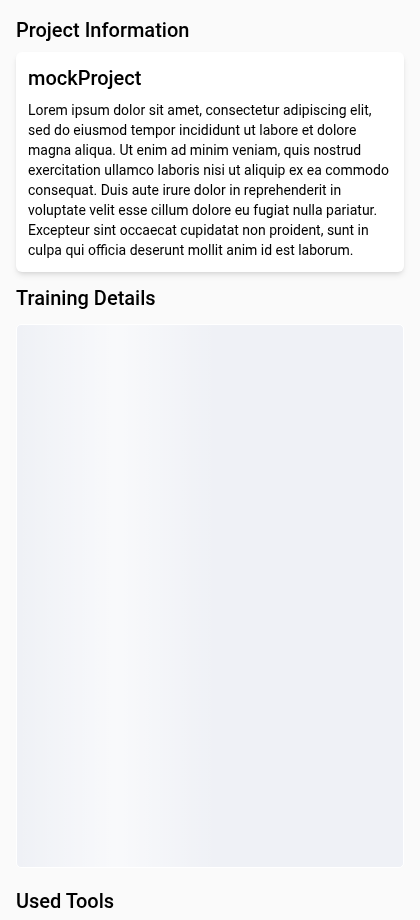 Project Information
mockProject
Lorem ipsum dolor sit amet, consectetur adipiscing elit,
sed do eiusmod tempor incididunt ut labore et dolore
magna aliqua. Ut enim ad minim veniam, quis nostrud
exercitation ullamco laboris nisi ut aliquip ex ea commodo
consequat. Duis aute irure dolor in reprehenderit in
voluptate velit esse cillum dolore eu fugiat nulla pariatur.
Excepteur sint occaecat cupidatat non proident, sunt in
culpa qui officia deserunt mollit anim id est laborum.
Training Details
Used Tools